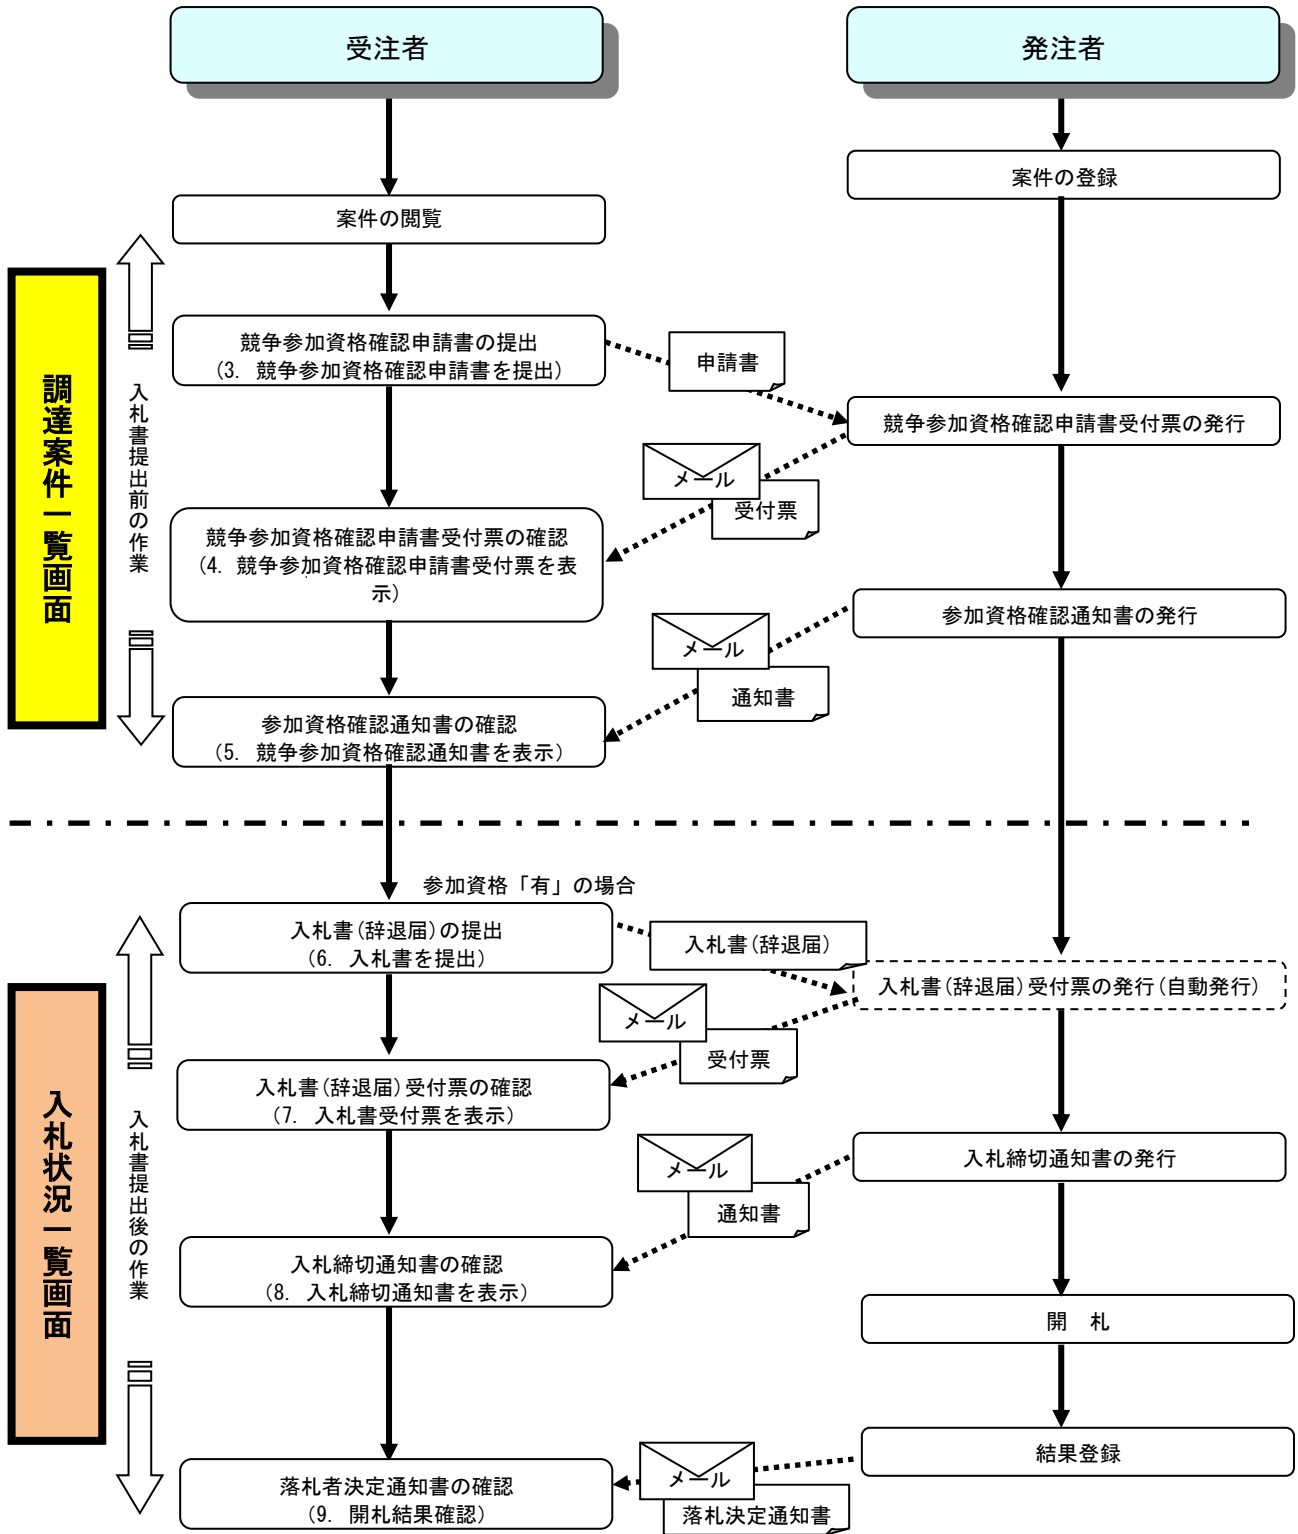 受注者
発注者
案件の登録
案件の閲覧
調達案件一覧画面
入札書提出前の作業
競争参加資格確認申請書の提出
(3. 競争参加資格確認申請書を提出)
申請書
競争参加資格確認申請書受付票の発行
メール
受付票
競争参加資格確認申請書受付票の確認
(4. 競争参加資格確認申請書受付票を表
示)
参加資格確認通知書の発行
メール
通知書
参加資格確認通知書の確認
(5. 競争参加資格確認通知書を表示)
参加資格「有」の場合
入札書(辞退届)の提出
(6. 入札書を提出)
入札書(辞退届)
入札書(辞退届)受付票の発行(自動発行)
メール
受付票
入札書(辞退届)受付票の確認
(7. 入札書受付票を表示)
入札状況一覧画面
入札書提出後の作業
入札締切通知書の発行
メール
通知書
入札締切通知書の確認
(8. 入札締切通知書を表示)
開 札
結果登録
メール
落札決定通知書
落札者決定通知書の確認
(9. 開札結果確認)